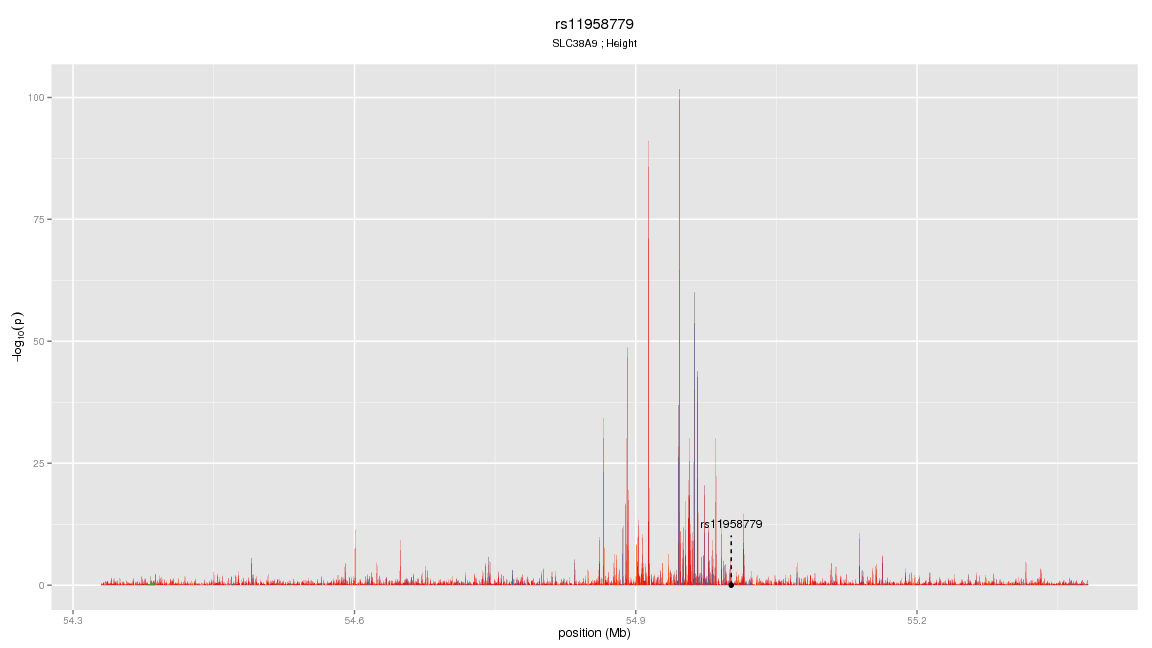 rs11958779
SLC38A9 ; Height
100
75
50
25
0
−log10(p)
rs11958779
54.3
54.6
54.9
55.2
position (Mb)